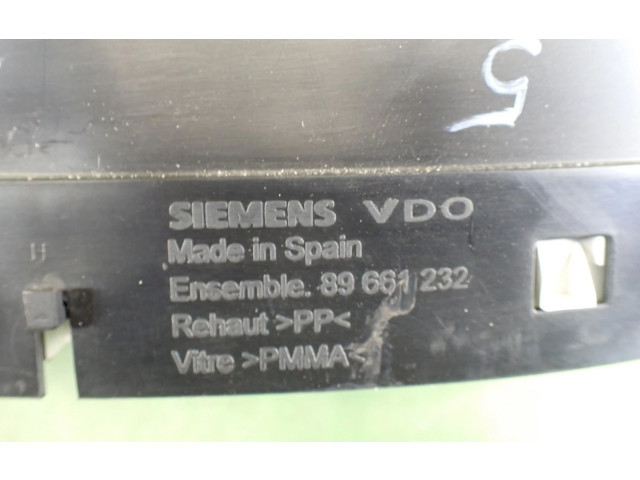 5
SIEMENS VDO
H
Made in Spain
Ensemble. 89 661 232
Rehaut >PP<
Vitre >PMMA<